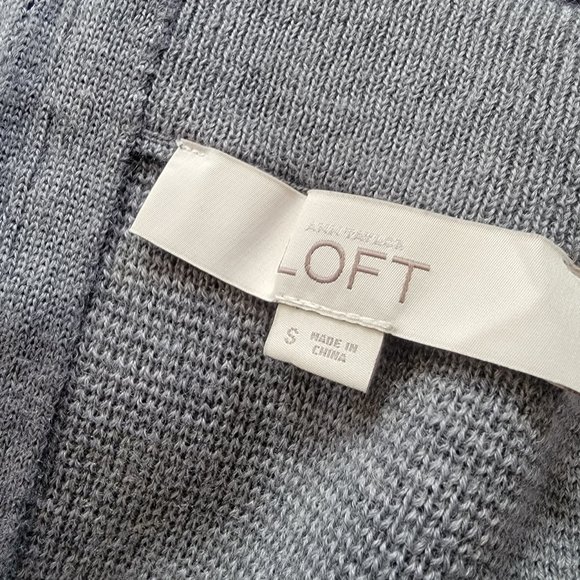 ANN TAYLOR
LOFT
S
MADE IN
CHINA